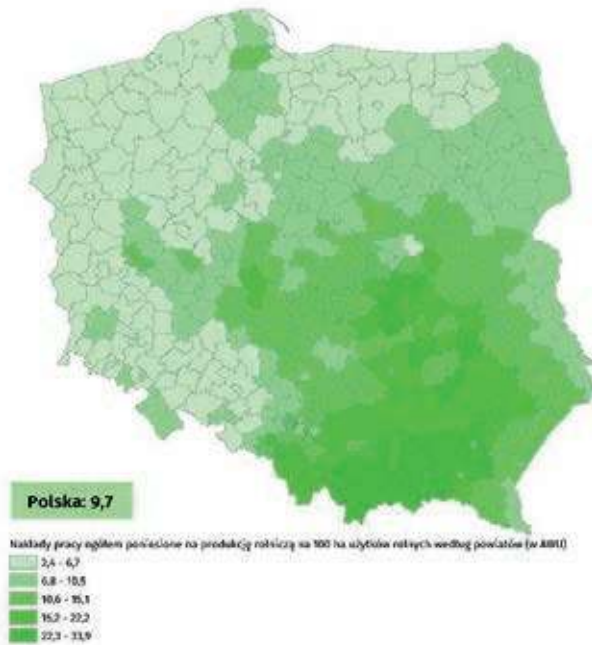 Polska: 9,7
Nakłady pracy ogółem poniesione na produkcję rolniczą na 100 ha użytków rolnych według powiatów (w AWU)
2,4 - 6,7
6,8 - 10,5
10,6 - 15,1
15,2 - 22,2
22,3 - 33,9